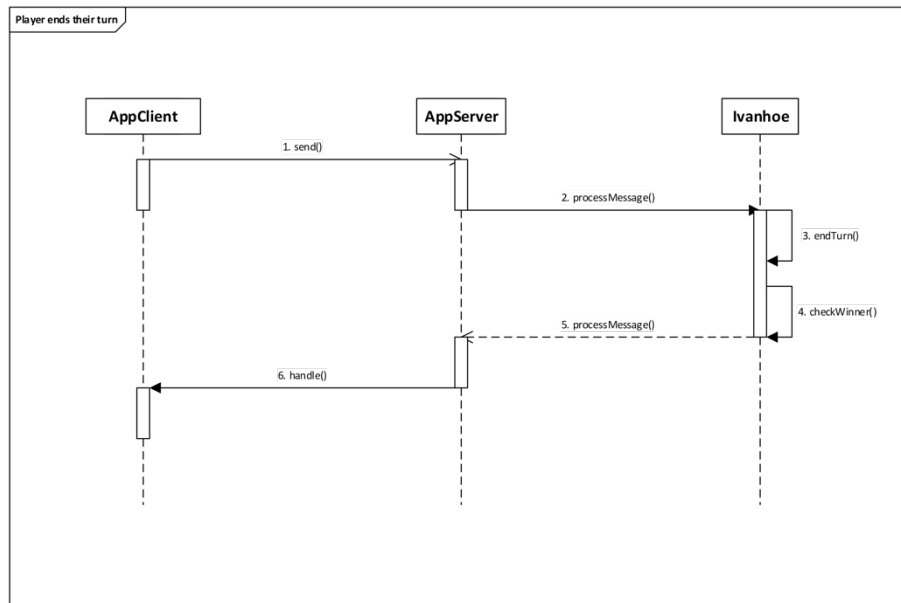 Player ends their turn
AppClient
AppServer
Ivanhoe
1. send()
2. processMessage()
3. endTurn()
4. checkWinner()
5. processMessage()
6. handle()